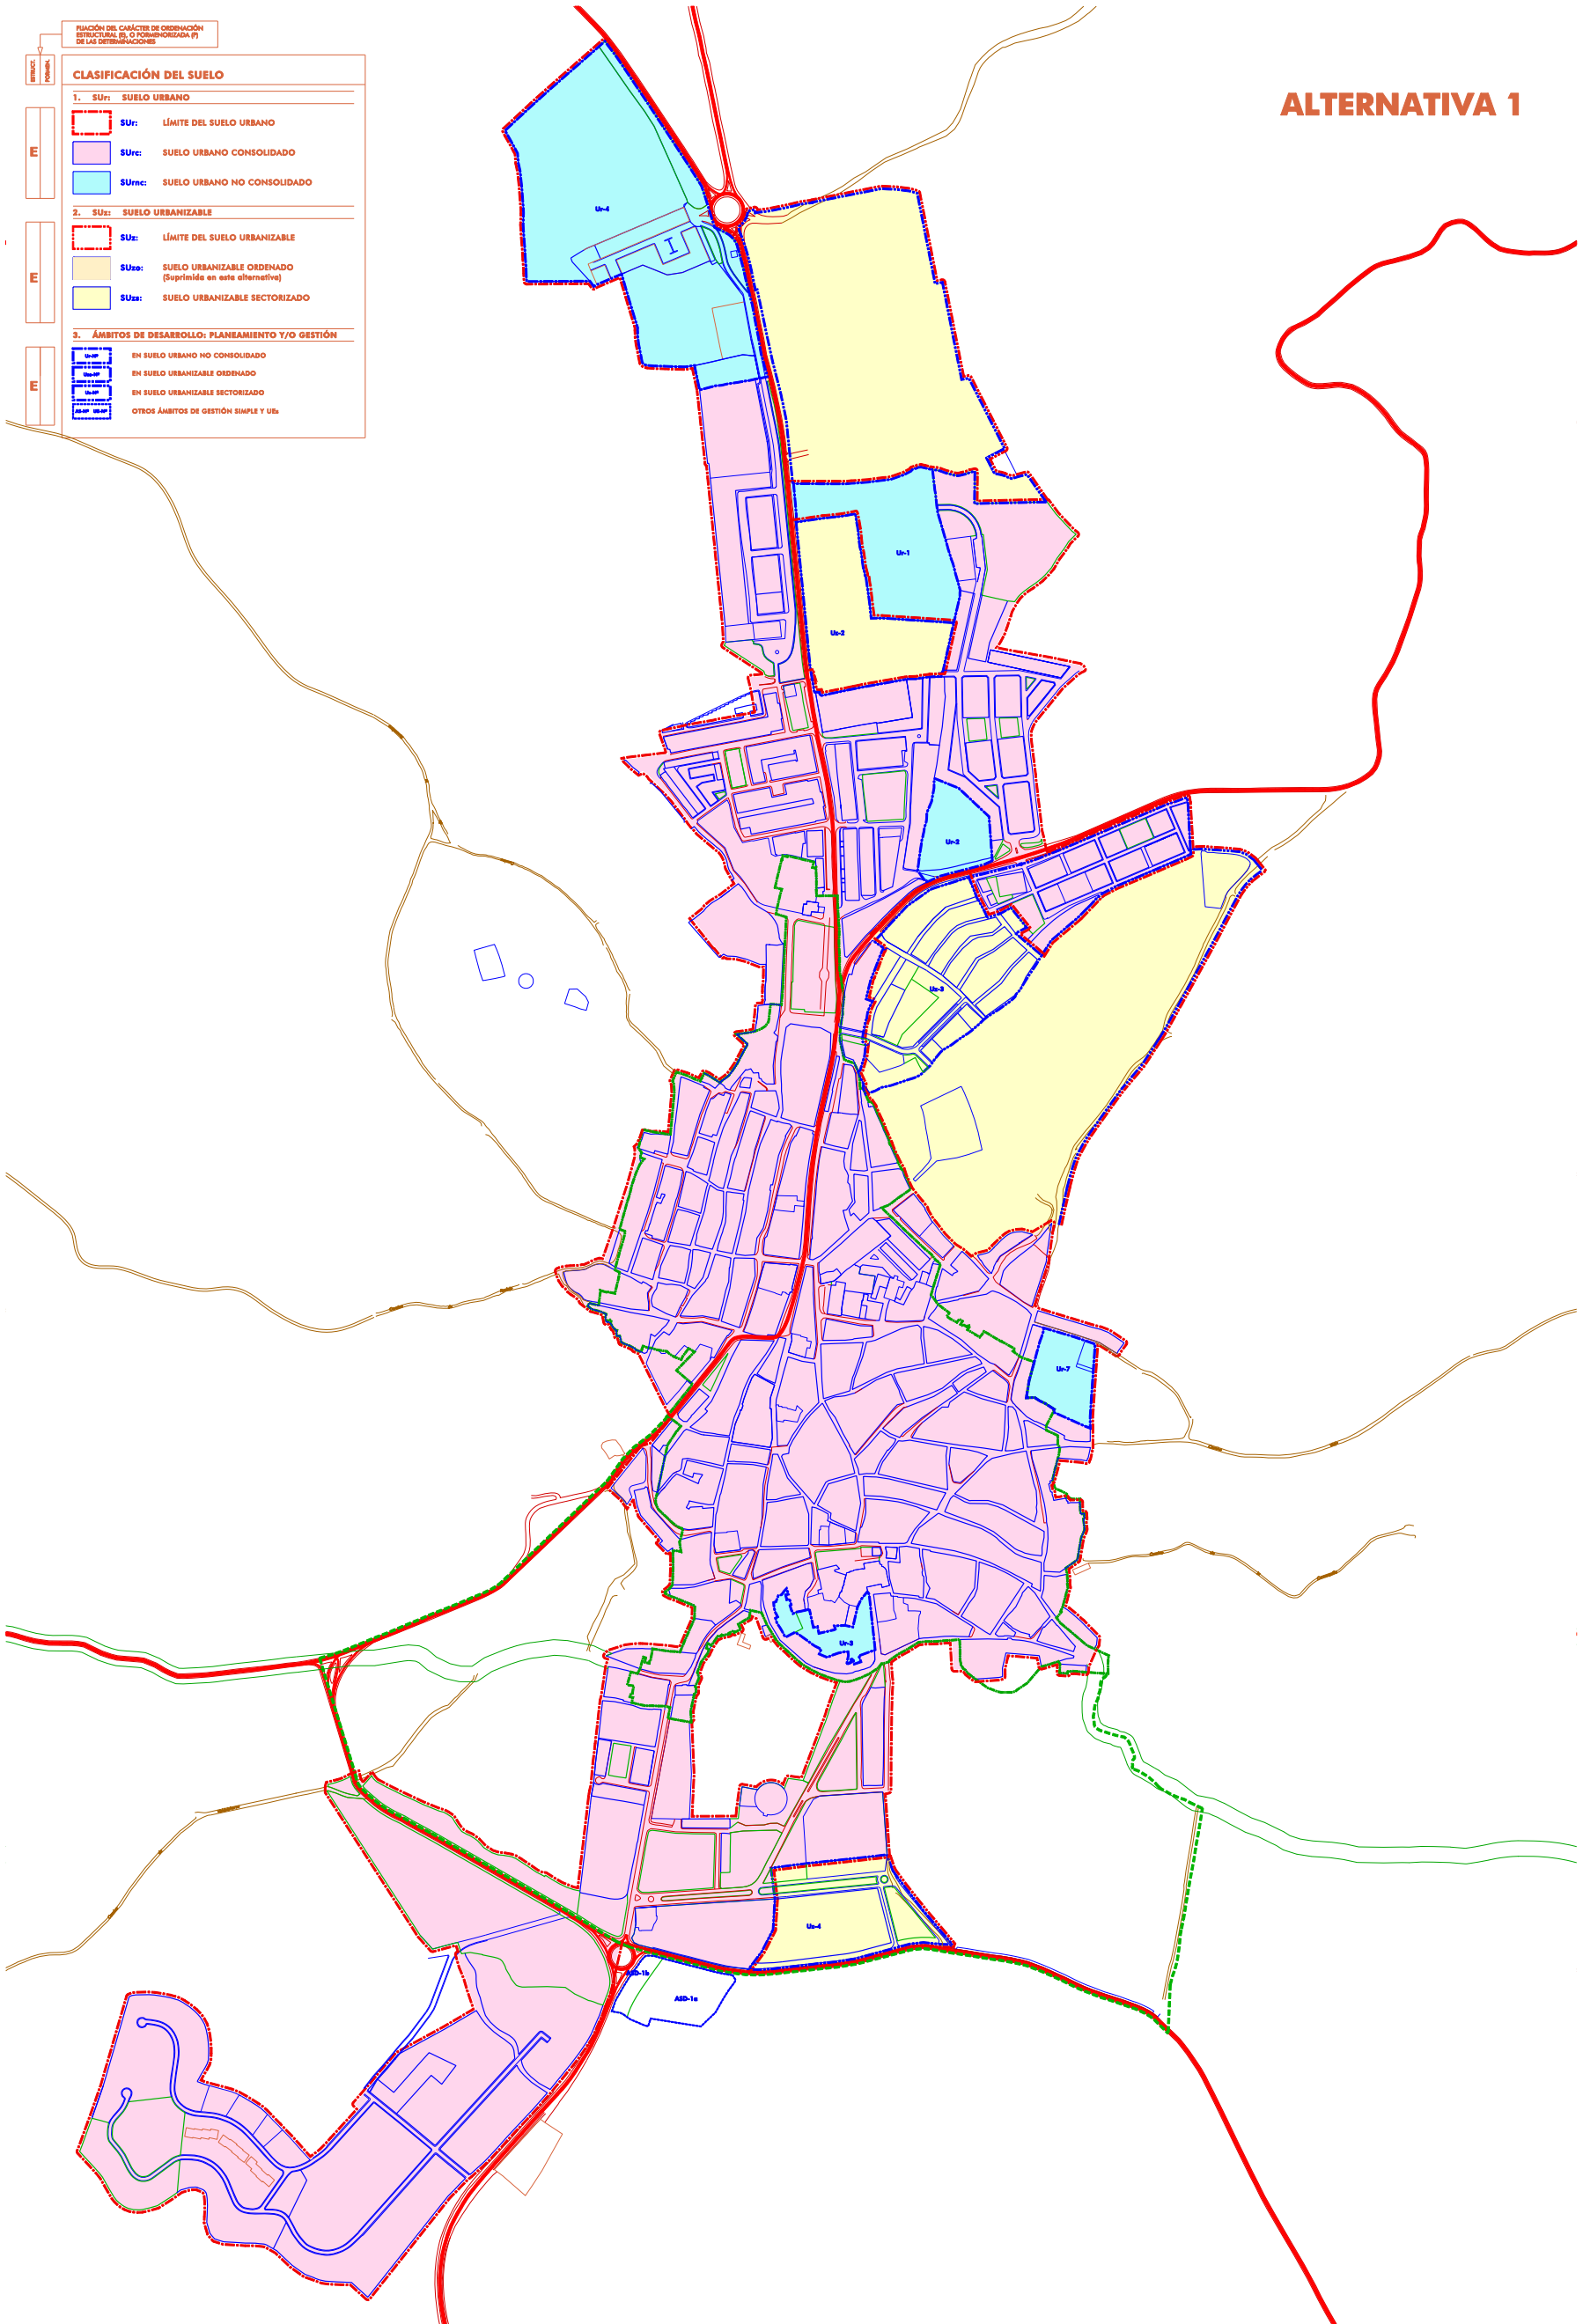 FIJACIÓN DEL CARÁCTER DE ORDENACIÓN
ESTRUCTURAL (E), O PORMENORIZADA (P)
DE LAS DETERMINACIONES
ESTRUCT.
PORMEN.
CLASIFICACIÓN DEL SUELO
1. SUr: SUELO URBANO
SUr: LÍMITE DEL SUELO URBANO
E
SUrc: SUELO URBANO CONSOLIDADO
SUrnc: SUELO URBANO NO CONSOLIDADO
2. SUz: SUELO URBANIZABLE
SUz: LÍMITE DEL SUELO URBANIZABLE
E
SUzo: SUELO URBANIZABLE ORDENADO
(Suprimida en esta alternativa)
SUzs: SUELO URBANIZABLE SECTORIZADO
3. ÁMBITOS DE DESARROLLO: PLANEAMIENTO Y/O GESTIÓN
Ur-Nº EN SUELO URBANO NO CONSOLIDADO
EN SUELO URBANIZABLE ORDENADO
E
EN SUELO URBANIZABLE SECTORIZADO
OTROS ÁMBITOS DE GESTIÓN SIMPLE Y UEs
ALTERNATIVA 1
Ur-4
Ur-1
Uz-2
Ur-2
Uz-3
Ur-7
Ur-3
Uz-4
ASD-1b
ASD-1a